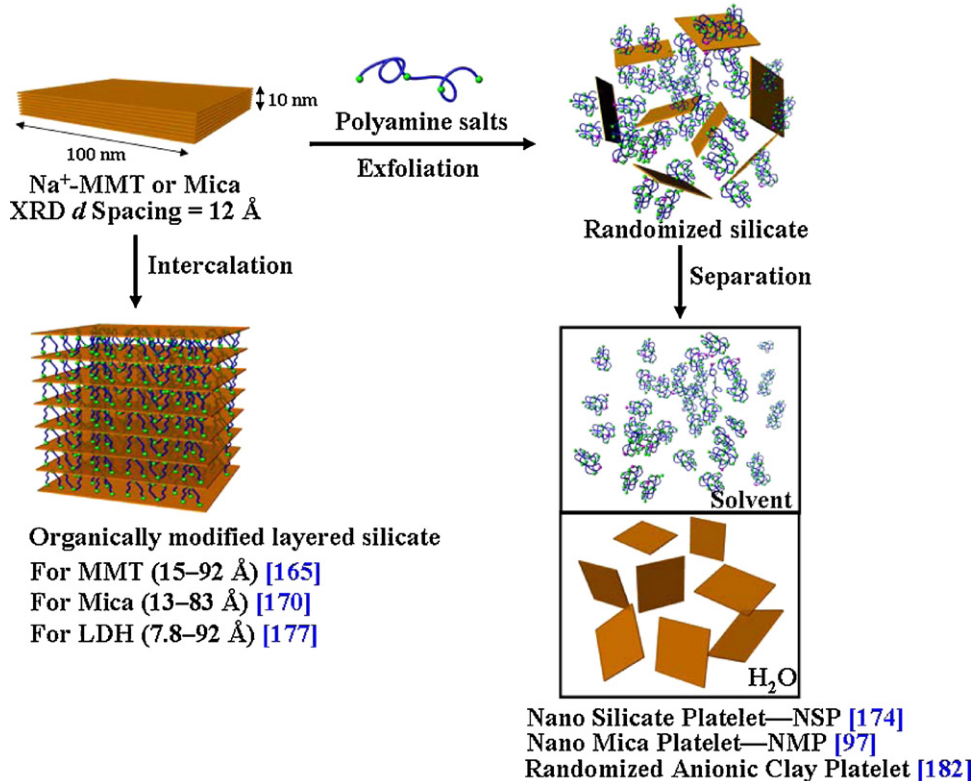 10 nm
100 nm
Na⁺-MMT or Mica
XRD d Spacing = 12 Å
Polyamine salts
Exfoliation
Randomized silicate
Intercalation
Separation
Organically modified layered silicate
For MMT (15–92 Å) [165]
For Mica (13–83 Å) [170]
For LDH (7.8–92 Å) [177]
Solvent
H₂O
Nano Silicate Platelet—NSP [174]
Nano Mica Platelet—NMP [97]
Randomized Anionic Clay Platelet [182]